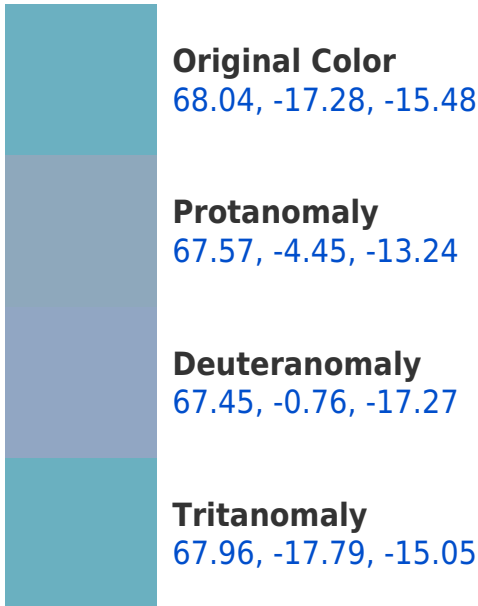 Original Color
68.04, -17.28, -15.48
Protanomaly
67.57, -4.45, -13.24
Deuteranomaly
67.45, -0.76, -17.27
Tritanomaly
67.96, -17.79, -15.05